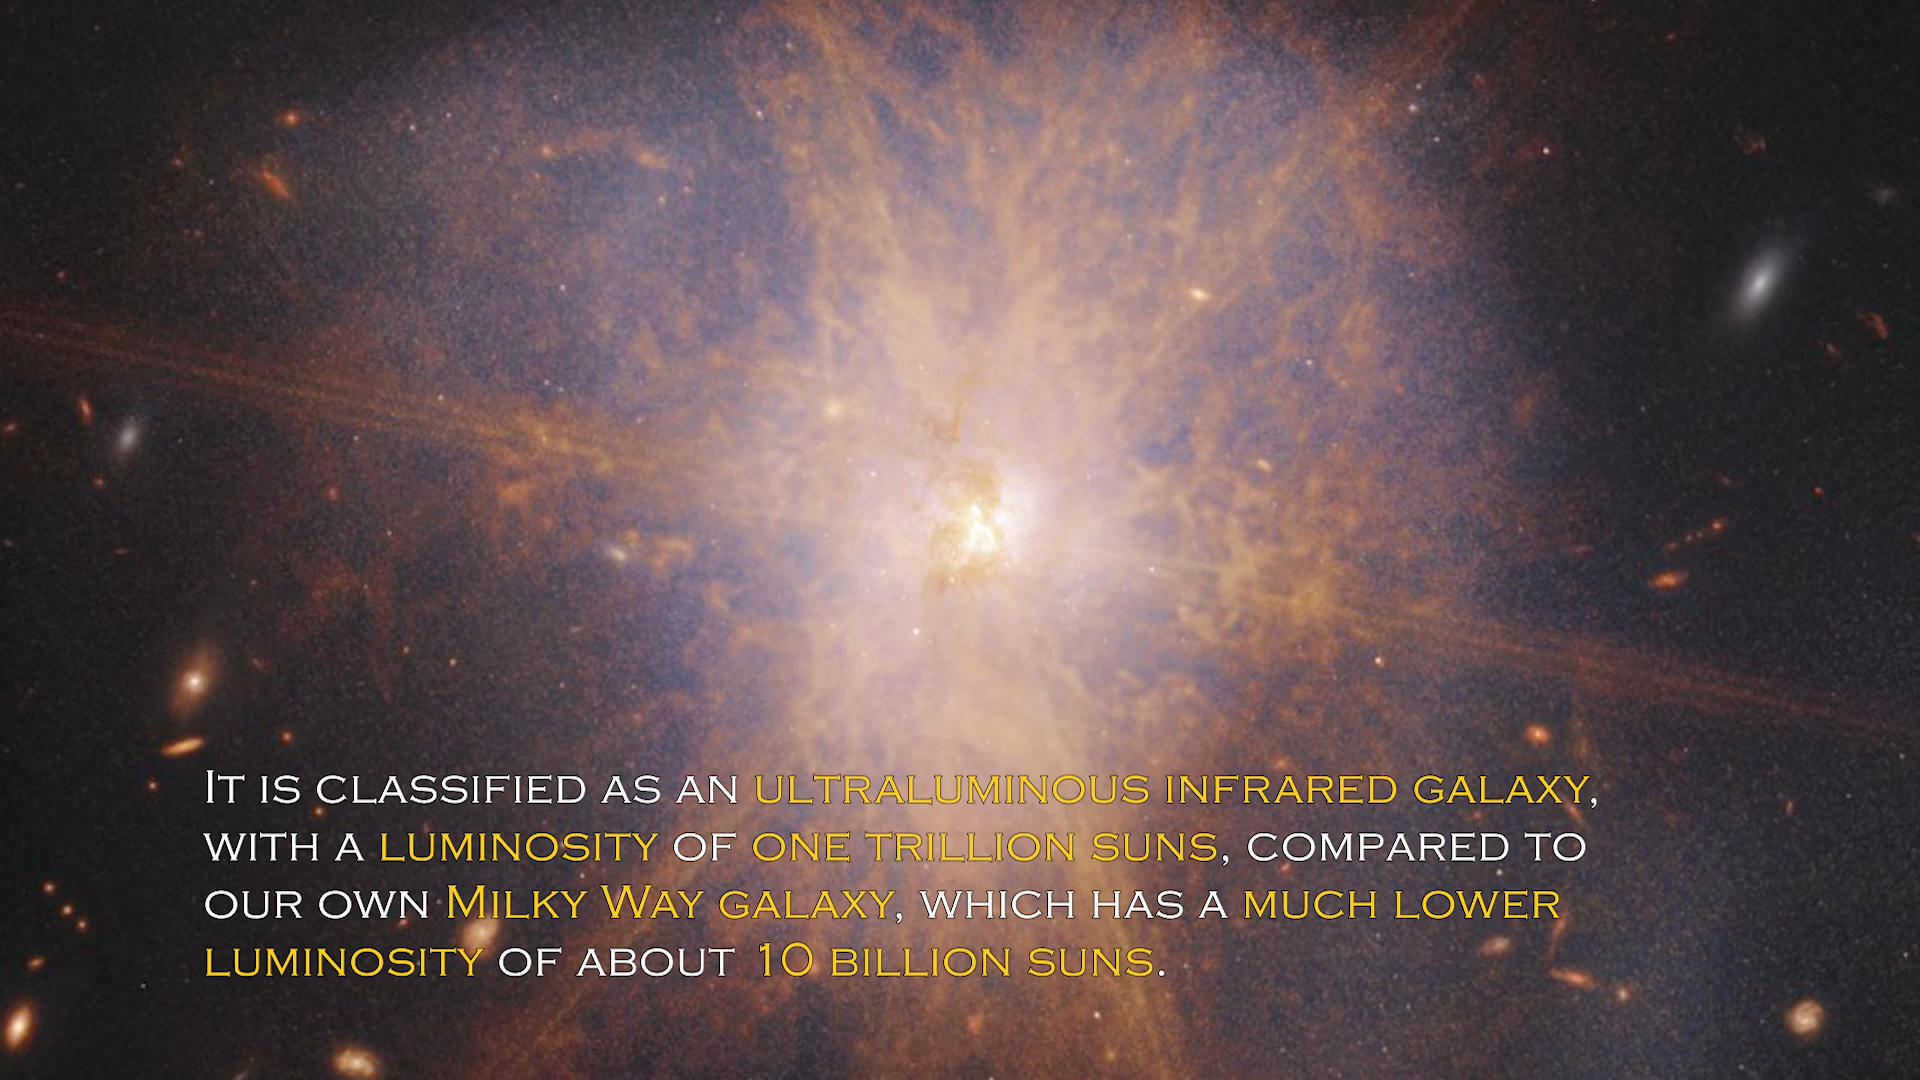 It is classified as an ultraluminous infrared galaxy,
with a luminosity of one trillion suns, compared to
our own Milky Way galaxy, which has a much lower
luminosity of about 10 billion suns.